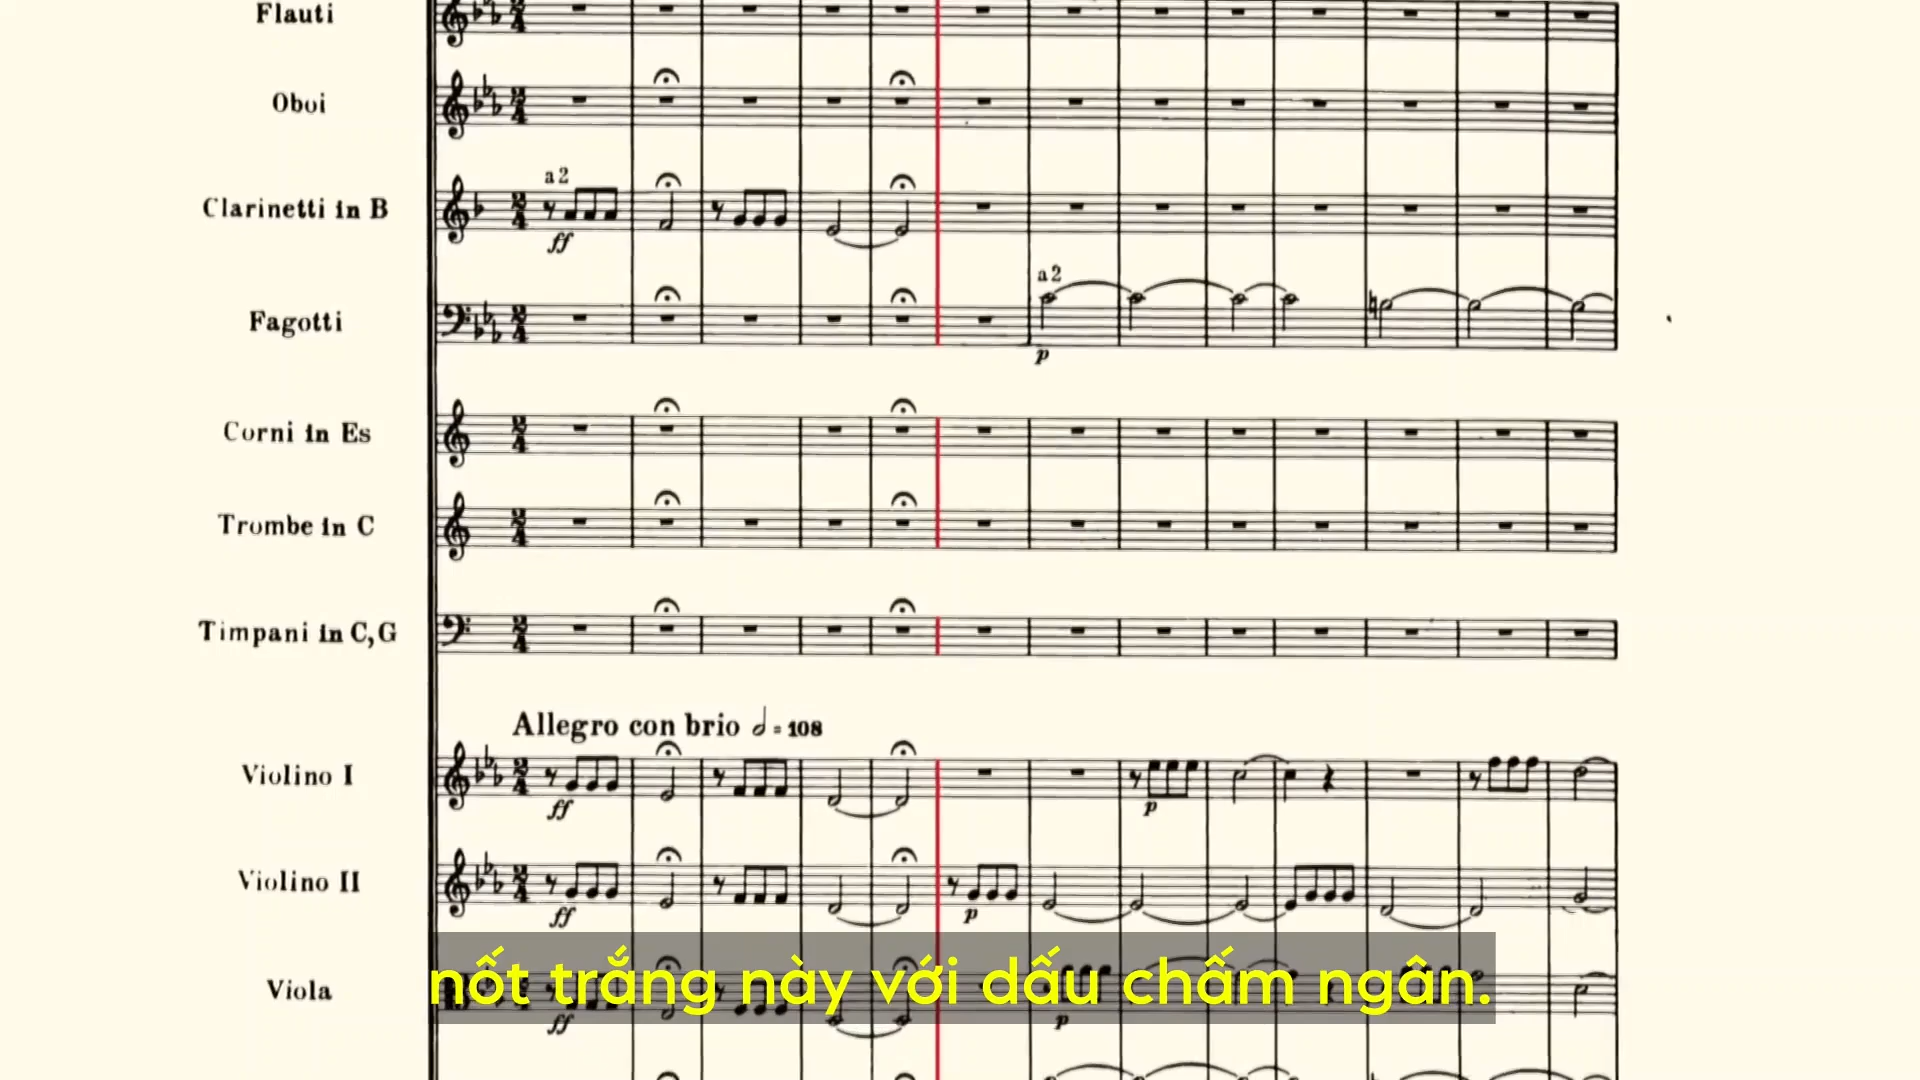 Flauti
Oboi
a 2
Clarinetti in B
ff
a 2
Fagotti
p
Corni in Es
Trombe in C
Timpani in C,G
Allegro con brio 𝅗𝅥 = 108
Violino I
ff
p
Violino II
ff
p
nốt trắng này với dấu chấm ngân.
Viola
ff
p